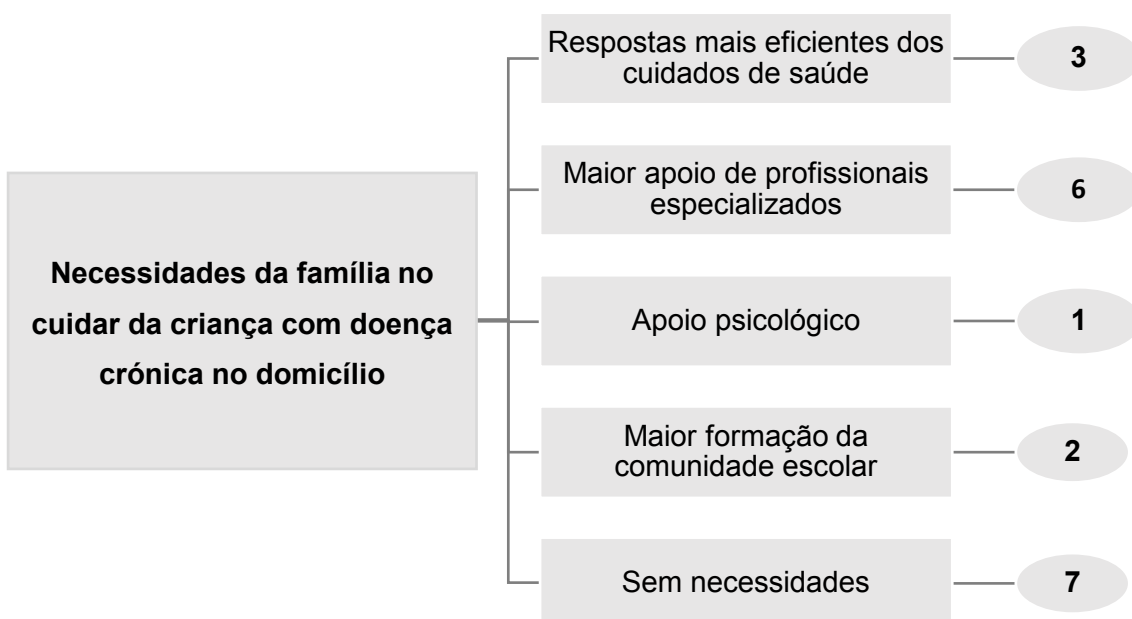 Necessidades da família no
cuidar da criança com doença
crónica no domicílio
Respostas mais eficientes dos
cuidados de saúde
3
Maior apoio de profissionais
especializados
6
Apoio psicológico
1
Maior formação da
comunidade escolar
2
Sem necessidades
7